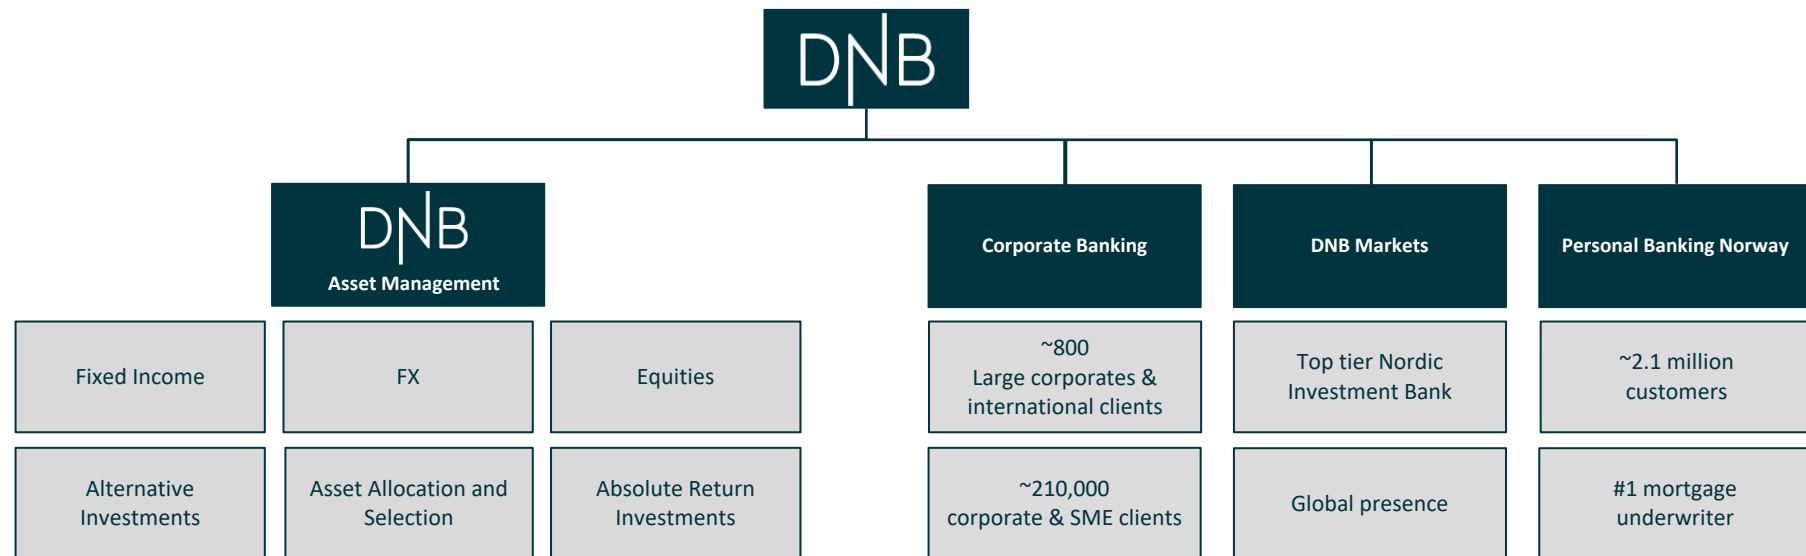 DNB
DNB
Asset Management
Corporate Banking
DNB Markets
Personal Banking Norway
Fixed Income
FX
Equities
~800
Large corporates &
international clients
Top tier Nordic
Investment Bank
~2.1 million
customers
Alternative
Investments
Asset Allocation and
Selection
Absolute Return
Investments
~210,000
corporate & SME clients
Global presence
#1 mortgage
underwriter